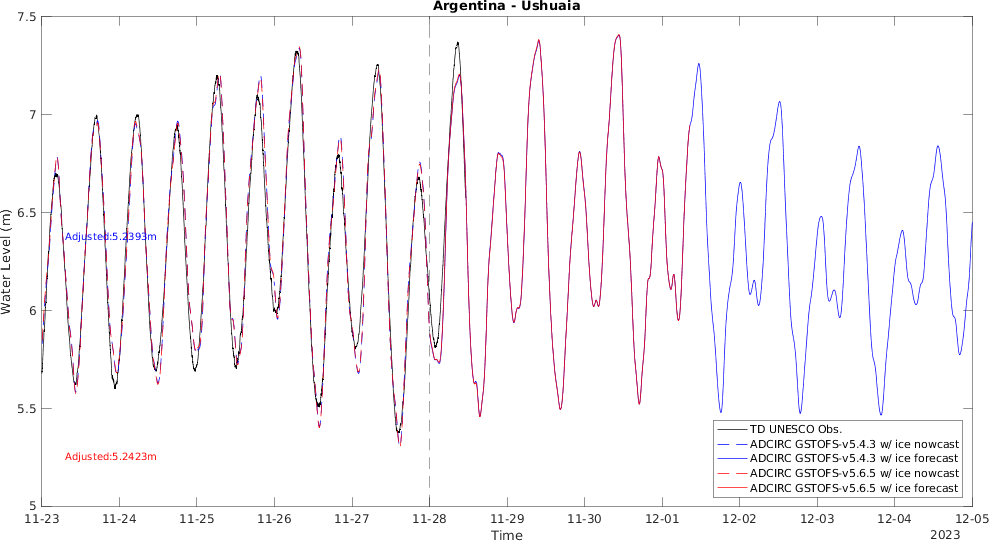 Argentina - Ushuaia
7.5
7
6.5
6
5.5
5
Water Level (m)
Adjusted:5.2393m
Adjusted:5.2423m
TD UNESCO Obs.
ADCIRC GSTOFS-v5.4.3 w/ ice nowcast
ADCIRC GSTOFS-v5.4.3 w/ ice forecast
ADCIRC GSTOFS-v5.6.5 w/ ice nowcast
ADCIRC GSTOFS-v5.6.5 w/ ice forecast
11-23 11-24 11-25 11-26 11-27 11-28 11-29 11-30 12-01 12-02 12-03 12-04 12-05
Time
2023